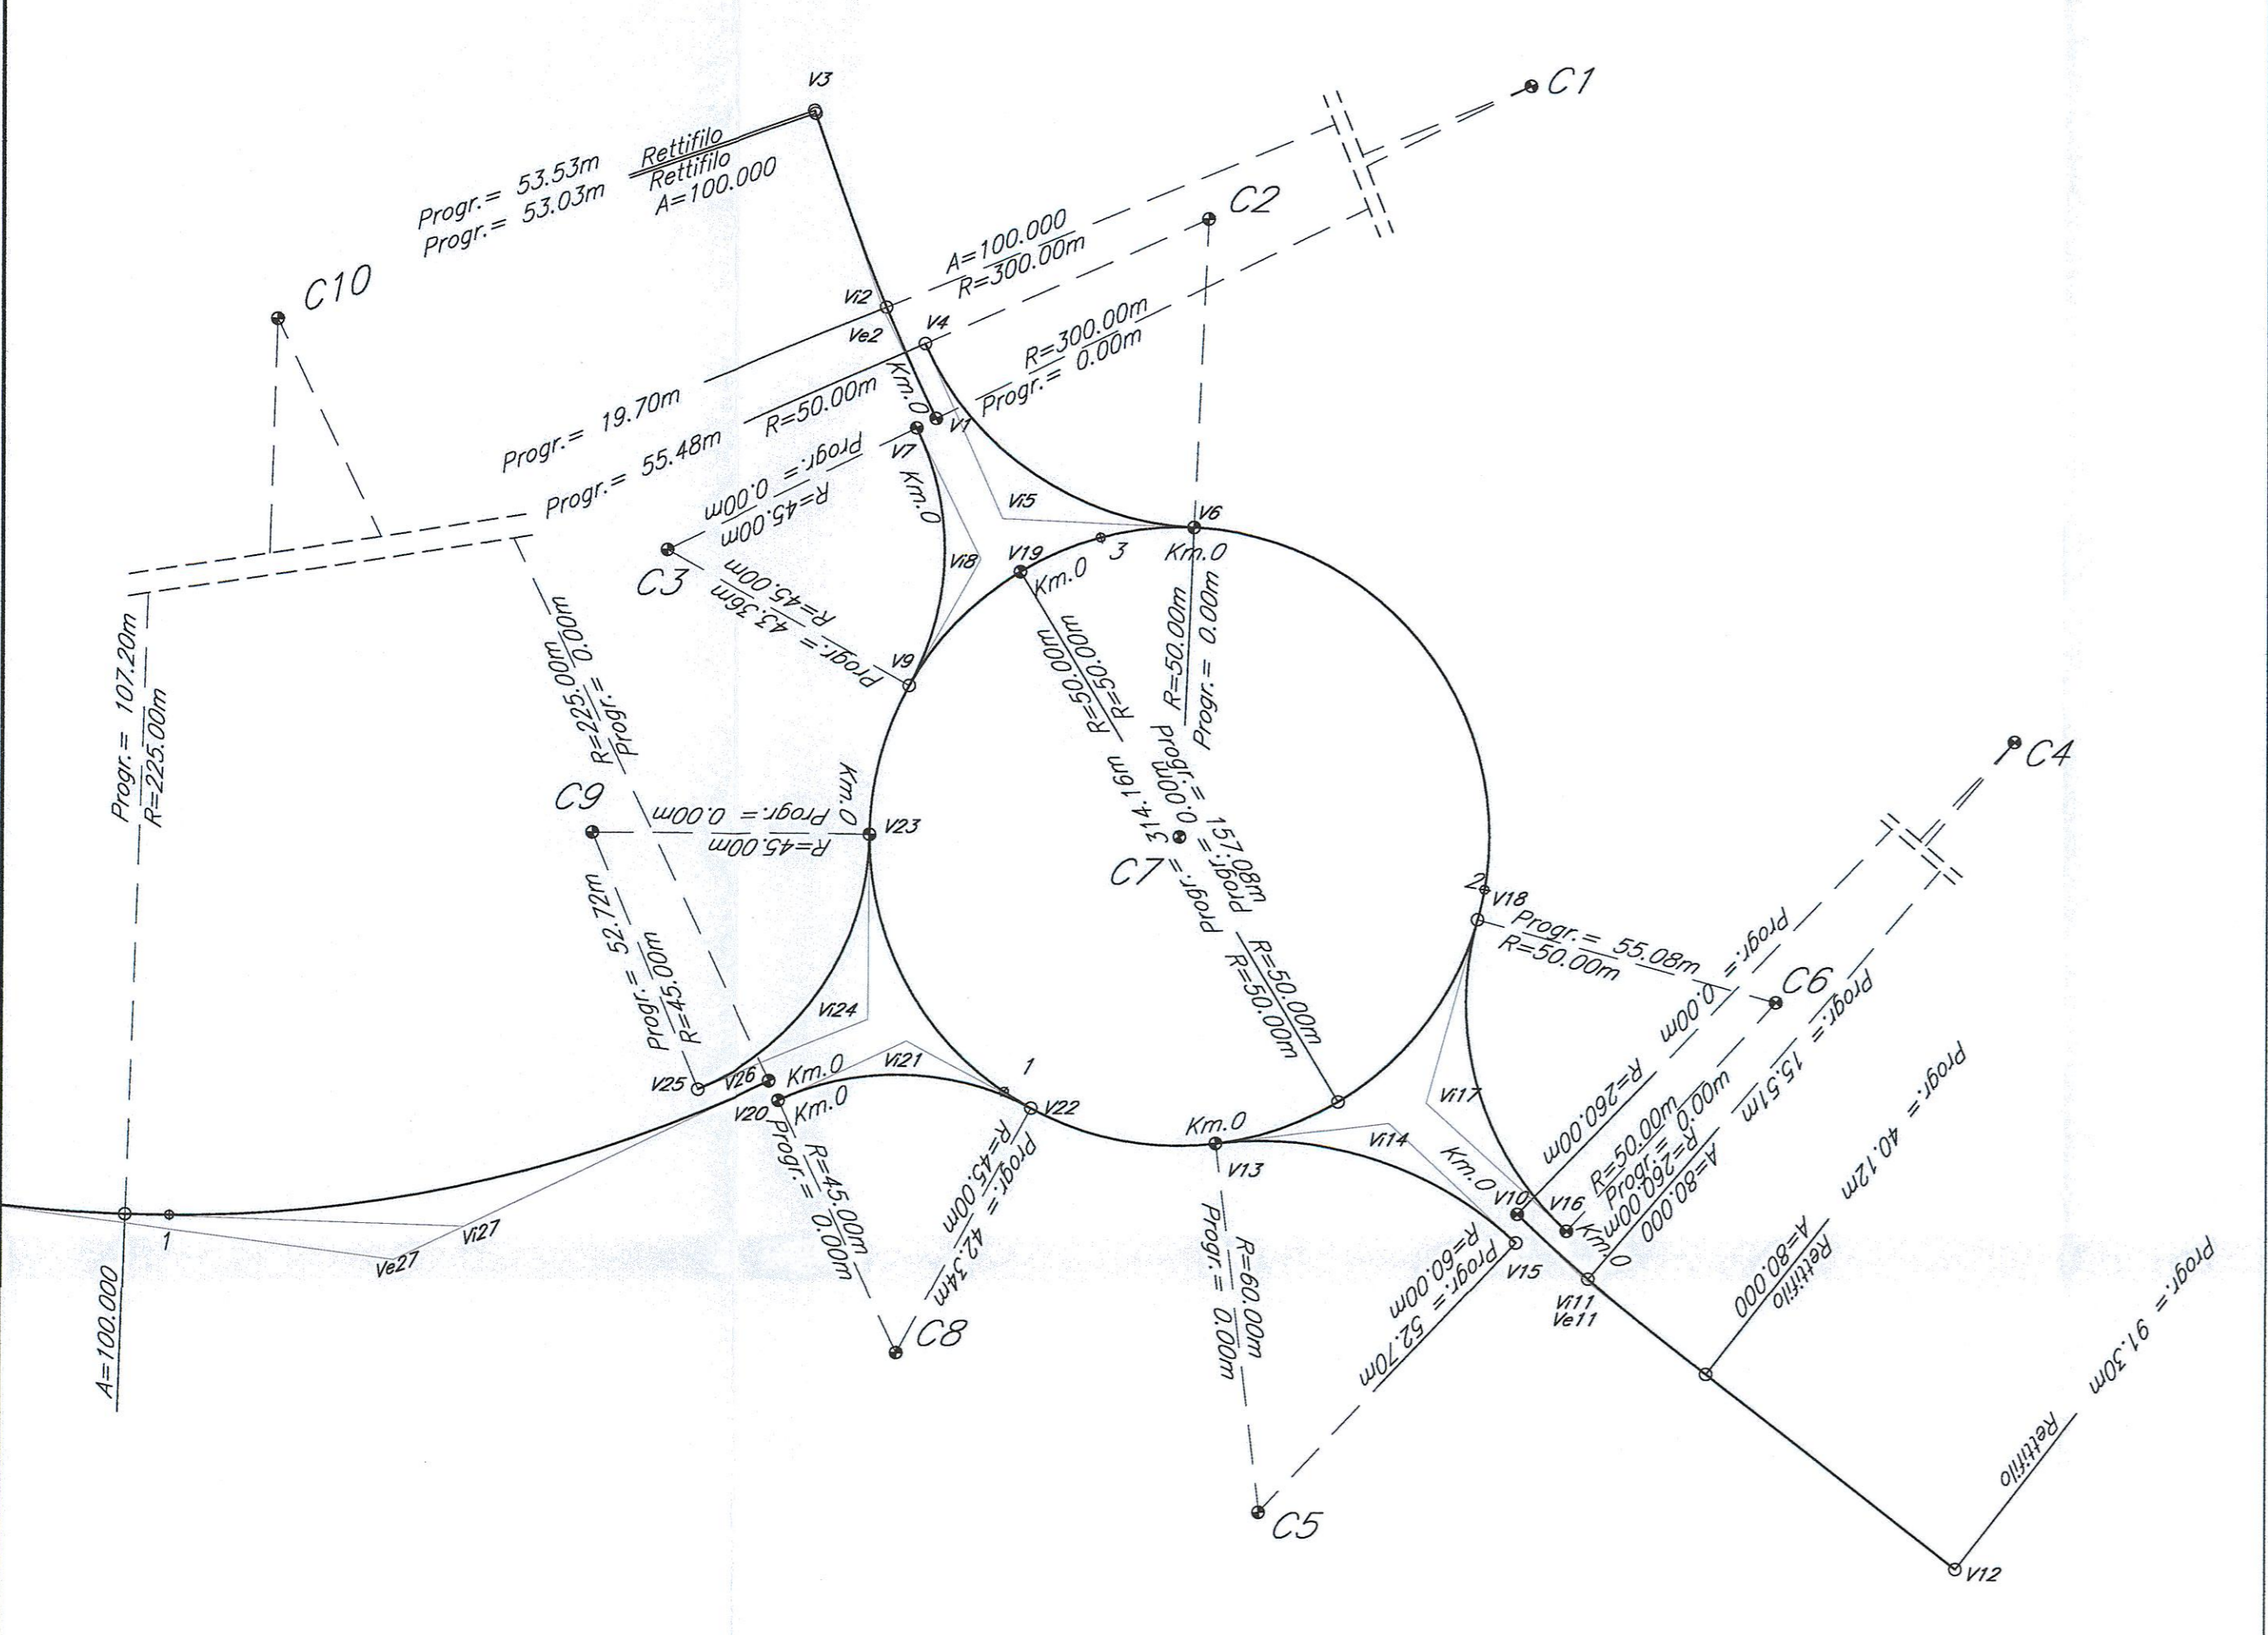 V3
C1
Progr.= 53.53m
Rettifilo
Progr.= 53.03m
Rettifilo
A=100.000
C2
A=100.000
R=300.00m
C10
Vi2
Ve2
V4
R=300.00m
Progr.= 0.00m
Km.0
V1
Progr.= 19.70m
R=50.00m
Progr.= 55.48m
V7
Km.0
Progr.= 0.00m
R=45.00m
Vi5
V6
Km.0
3
V19
Km.0
Vi8
C3
R=45.00m
Progr.= 43.36m
V9
Progr.= 107.20m
R=225.00m
R=225.00m
Progr.= 0.00m
R=50.00m
R=50.00m
R=50.00m
Progr.= 0.00m
Progr.= 314.16m
Progr.= 0.00m
Progr.= 157.08m
C7
R=50.00m
R=50.00m
C4
C9
Km.0
Progr.= 0.00m
R=45.00m
V23
2
V18
Progr.= 55.08m
R=50.00m
C6
Progr.= 52.72m
R=45.00m
Progr.= 0.00m
R=260.00m
Progr.= 15.51m
R=260.00m
A=80.000
Progr.= 0.00m
R=50.00m
Progr.= 40.12m
Rettifilo
A=80.000
Progr.= 91.30m
Rettifilo
Vi24
Vi21
1
V25
V26
Km.0
V20
Km.0
V22
Km.0
V13
Vi14
Vi17
Km.0
V10
V16
Km.0
V15
Vi11
Ve11
R=45.00m
Progr.= 0.00m
Progr.= 42.34m
R=45.00m
C8
R=60.00m
Progr.= 0.00m
Progr.= 52.70m
R=60.00m
C5
1
Vi27
Ve27
A=100.000
V12